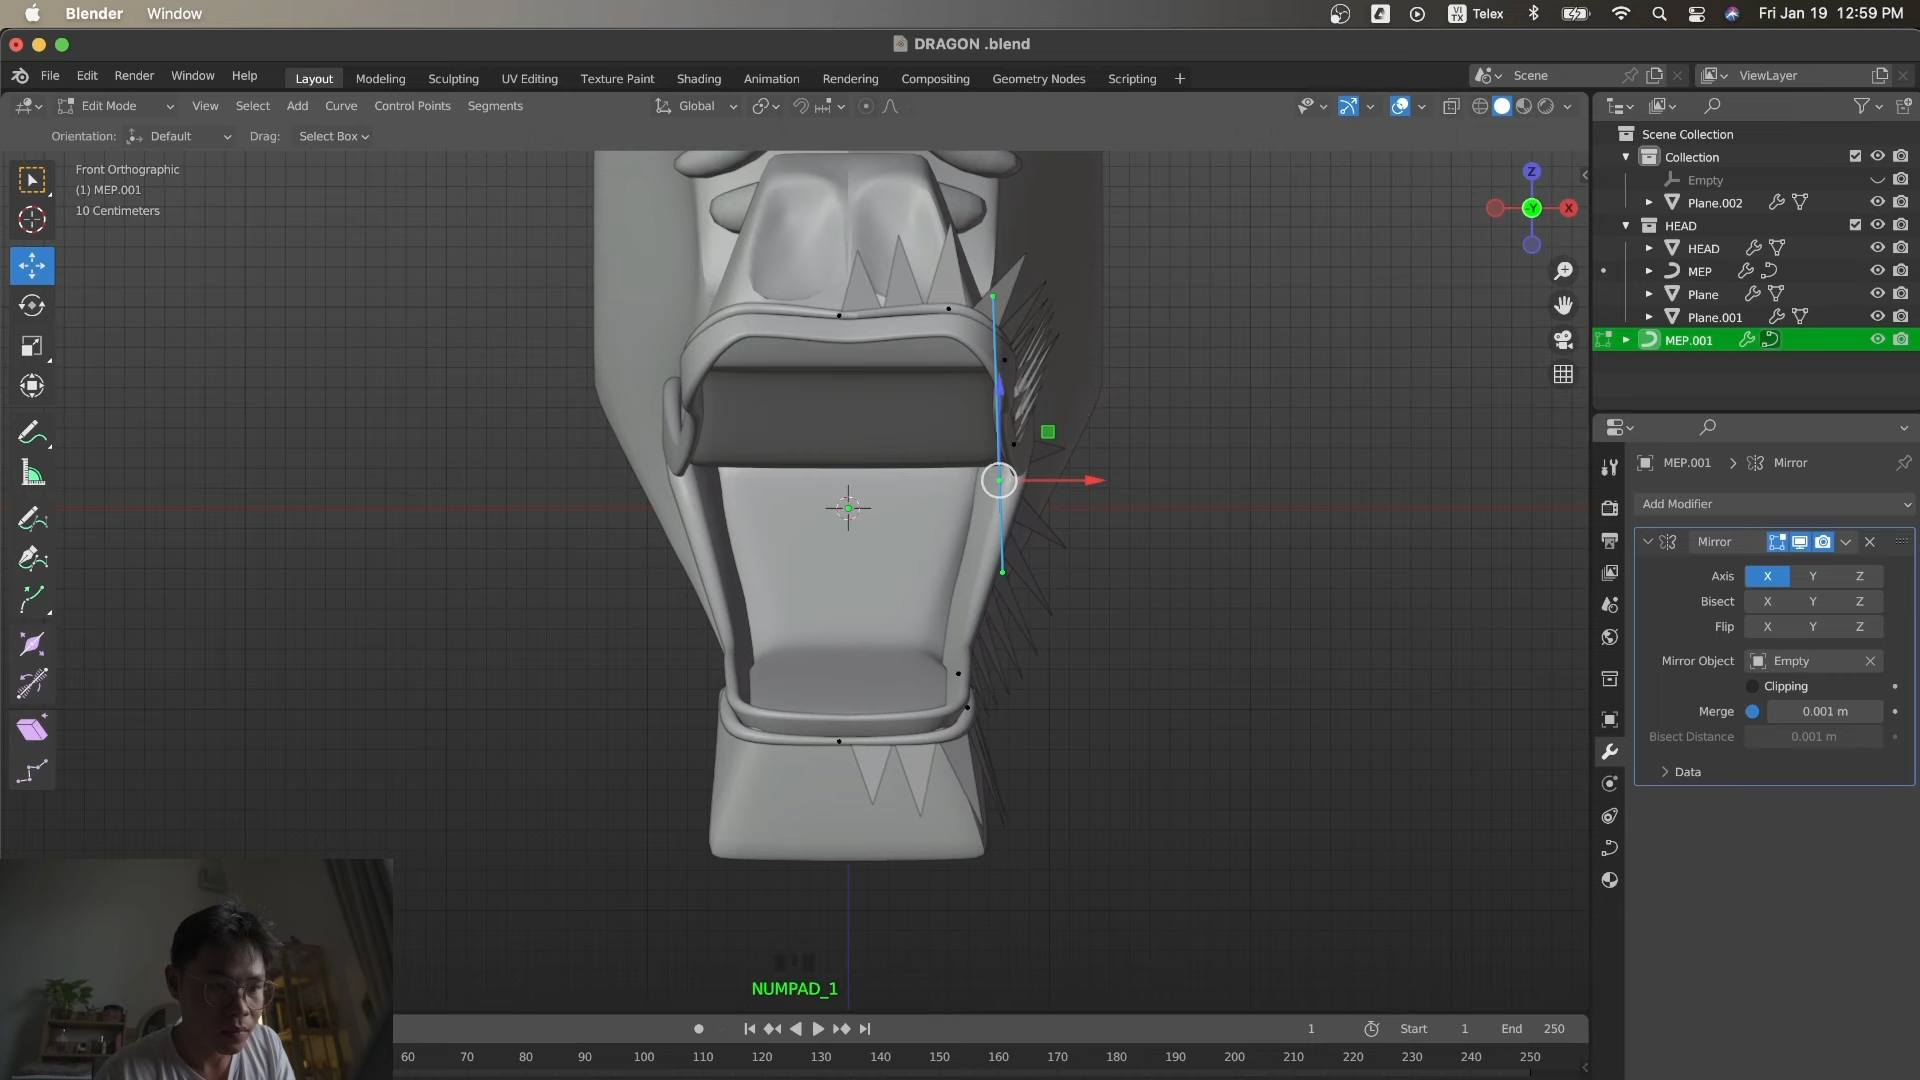 Blender Window
VI TX Telex Fri Jan 19 12:59 PM
DRAGON .blend
File Edit Render Window Help Layout Modeling Sculpting UV Editing Texture Paint Shading Animation Rendering Compositing Geometry Nodes Scripting + Scene ViewLayer
Edit Mode View Select Add Curve Control Points Segments Global
Orientation: Default Drag: Select Box
Front Orthographic
(1) MEP.001
10 Centimeters
Z
-Y
X
Scene Collection
Collection
Empty
Plane.002
HEAD
HEAD
MEP
Plane
Plane.001
MEP.001
MEP.001 > Mirror
Add Modifier
Mirror
Axis X Y Z
Bisect X Y Z
Flip X Y Z
Mirror Object Empty
Clipping
Merge 0.001 m
Bisect Distance 0.001 m
Data
NUMPAD_1
1 Start 1 End 250
60 70 80 90 100 110 120 130 140 150 160 170 180 190 200 210 220 230 240 250